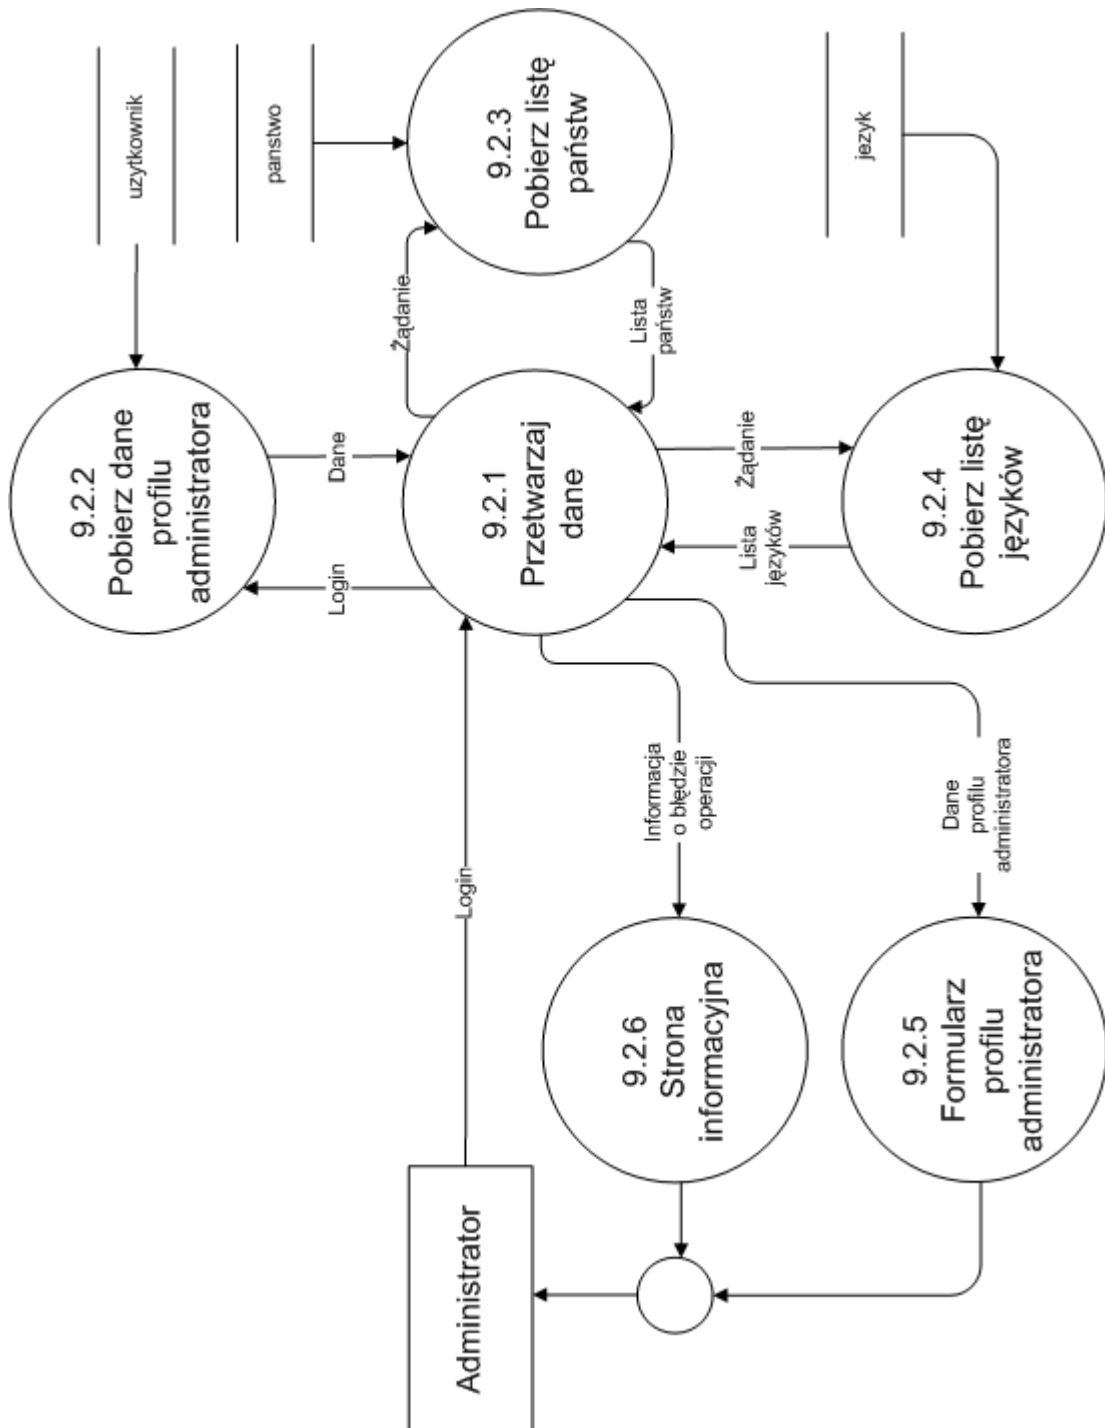 uzytkownik
9.2.2
Pobierz dane
profilu
administratora
Login
Dane
Administrator
Login
9.2.1
Przetwarzaj
dane
Żądanie
panstwo
9.2.3
Pobierz listę
państw
Lista
państw
Informacja
o błędzie
operacji
9.2.6
Strona
informacyjna
Lista
języków
Żądanie
jezyk
9.2.4
Pobierz listę
języków
Dane
profilu
administratora
9.2.5
Formularz
profilu
administratora